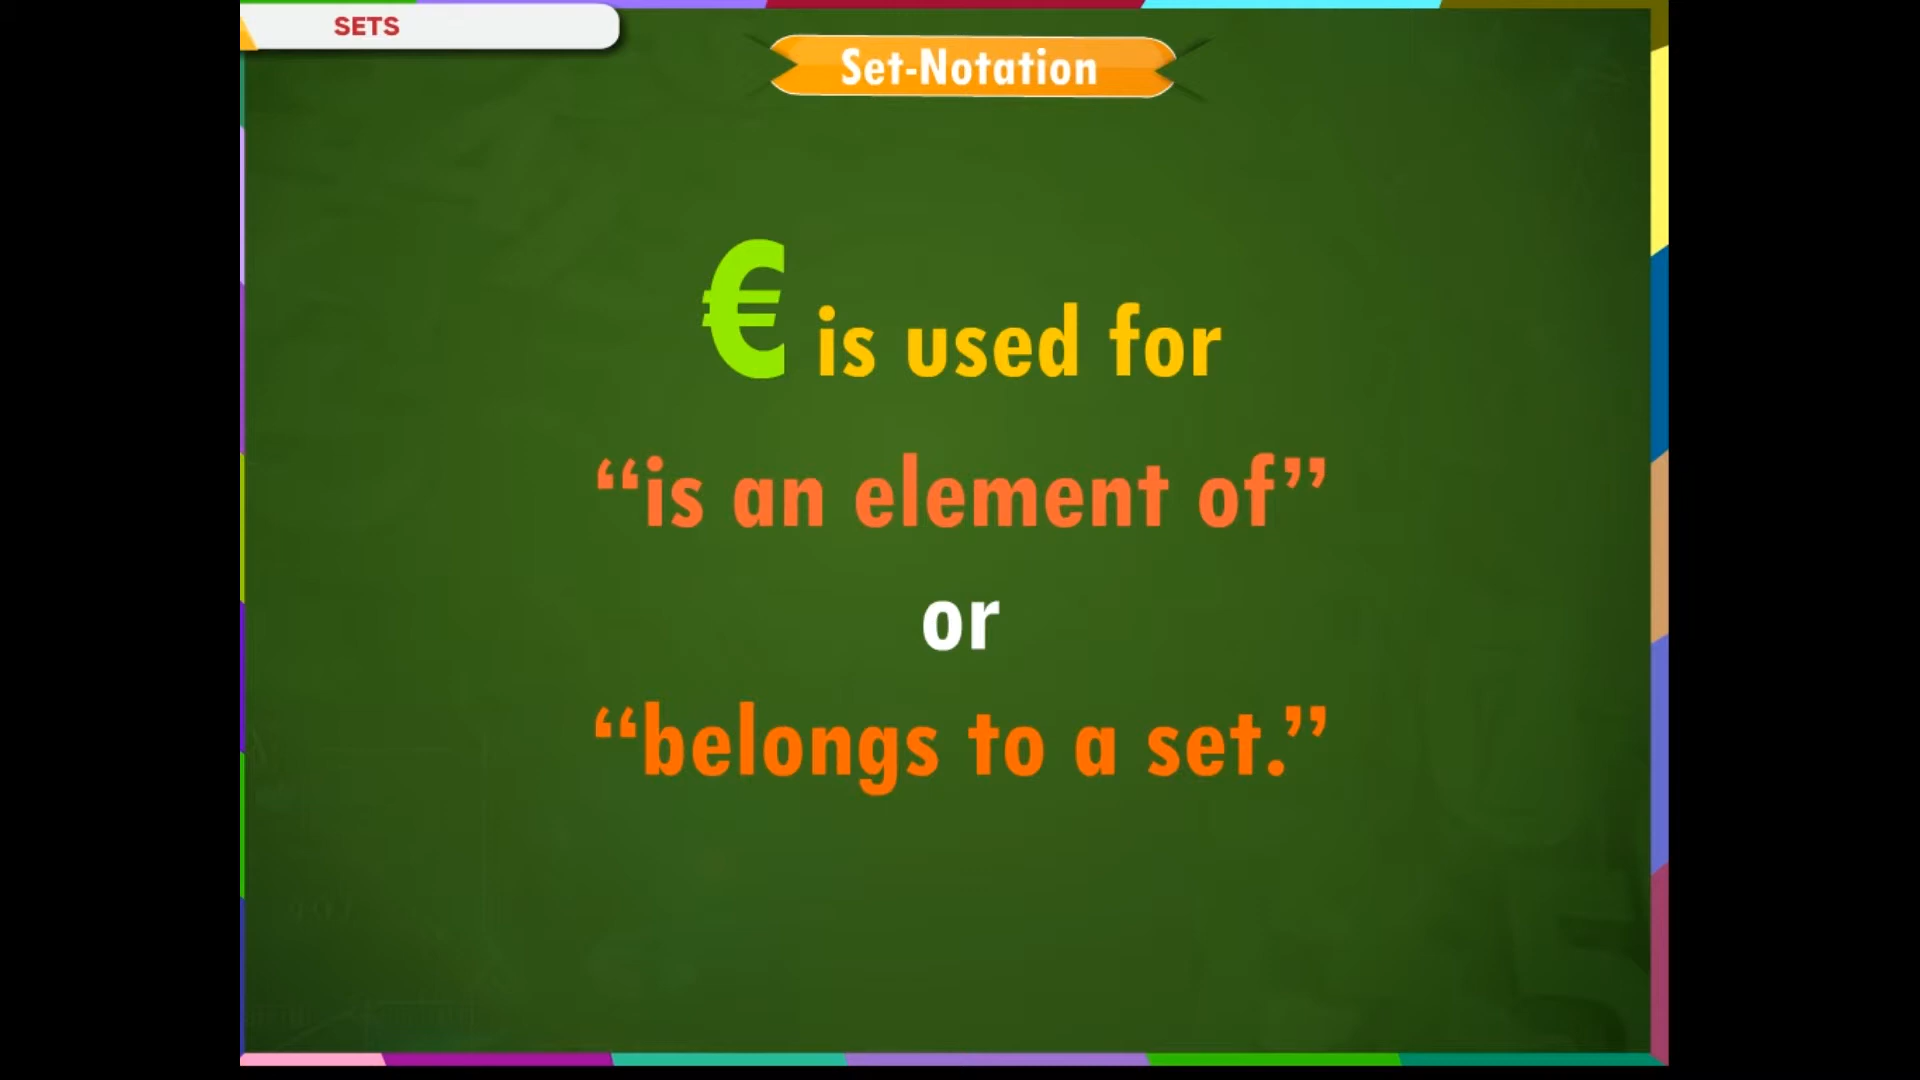 SETS
Set-Notation
€ is used for
“is an element of”
or
“belongs to a set.”